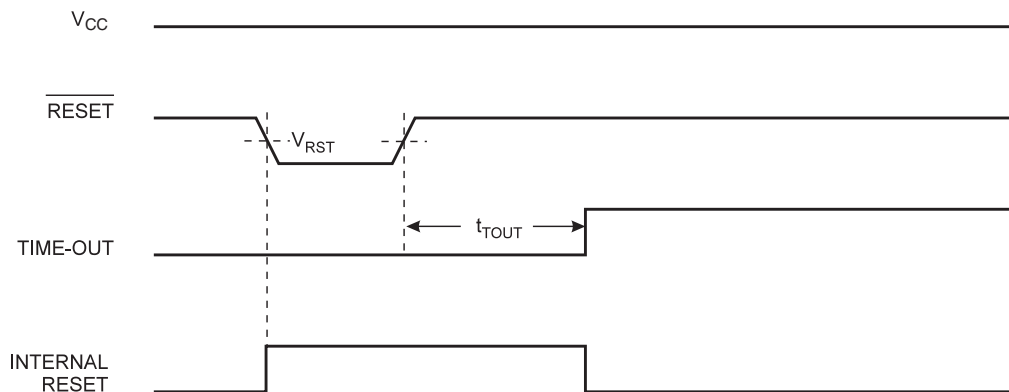 VCC
RESET
VRST
tTOUT
TIME-OUT
INTERNAL
RESET